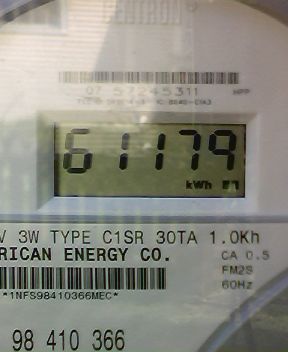 CENTRON
07 57245311
61179
kWh
V 3W TYPE C1SR 30TA 1.0Kh
RICAN ENERGY CO. CA 0.5
FM2S
*1NFS98410366MEC* 60Hz
98 410 366